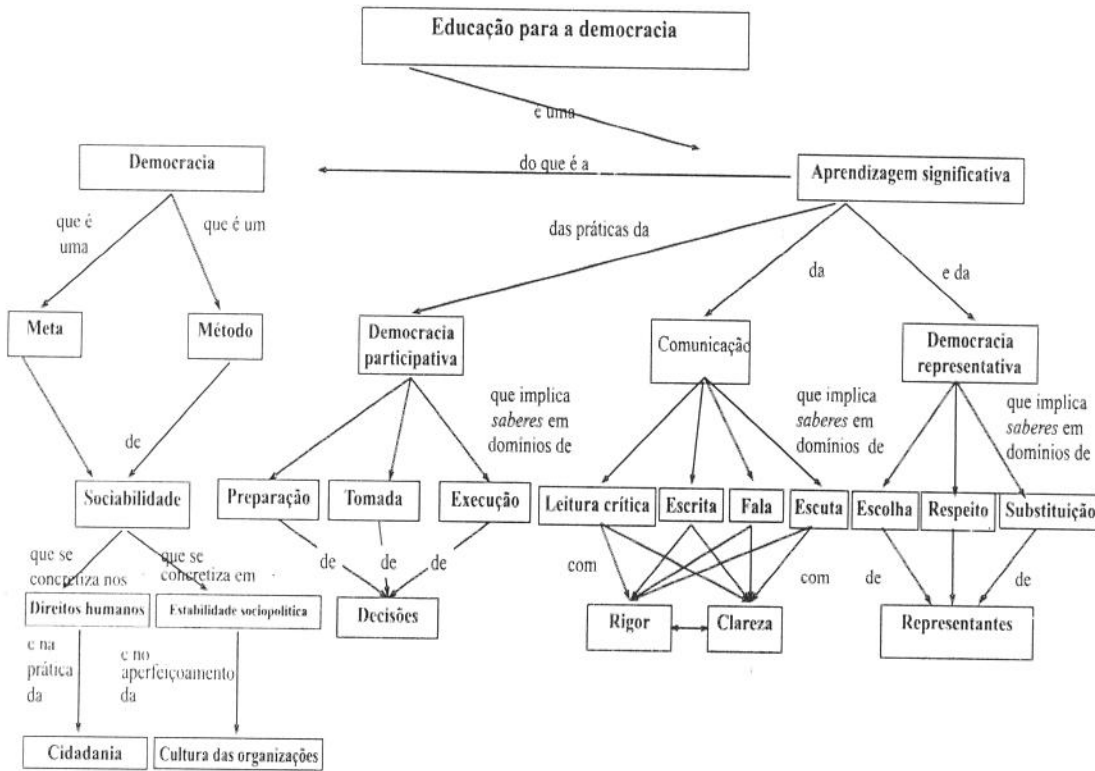 Educação para a democracia
é uma
Democracia
do que é a
Aprendizagem significativa
que é
uma
que é um
das práticas da
da
e da
Meta
Método
Democracia
participativa
Comunicação
Democracia
representativa
de
que implica
saberes em
domínios de
que implica
saberes em
domínios de
que implica
saberes em
domínios de
Sociabilidade
Preparação
Tomada
Execução
Leitura crítica
Escrita
Fala
Escuta
Escolha
Respeito
Substituição
que se
concretiza nos
que se
concretiza em
de
de
de
com
com
de
de
Direitos humanos
Estabilidade sociopolítica
Decisões
Rigor
Clareza
Representantes
e na
prática
da
e no
aperfeiçoamento
da
Cidadania
Cultura das organizações